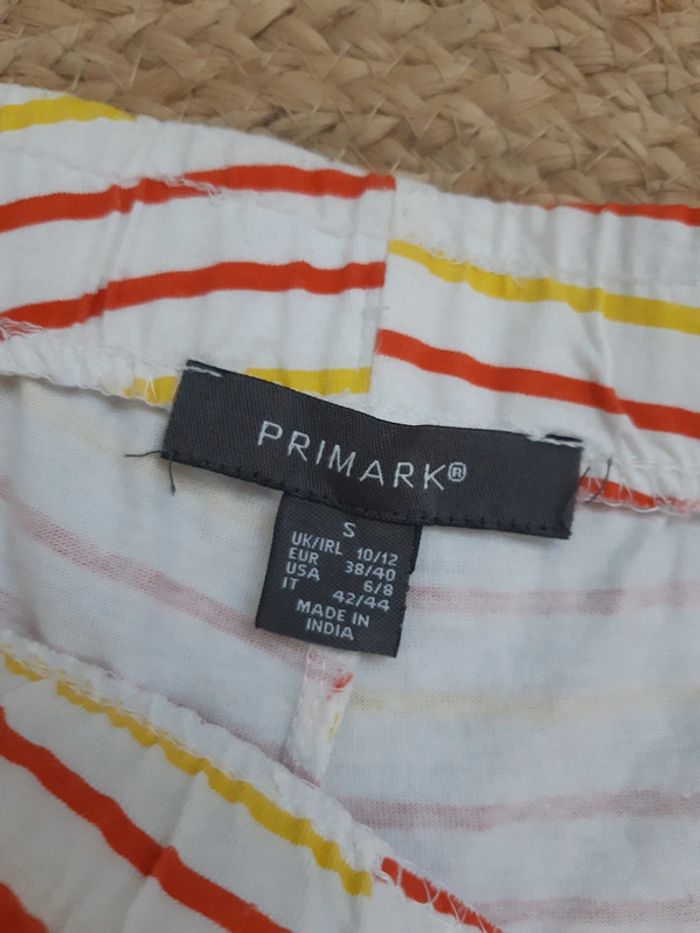 PRIMARK®
S
UK/IRL 10/12
EUR 38/40
USA 6/8
IT 42/44
MADE IN
INDIA